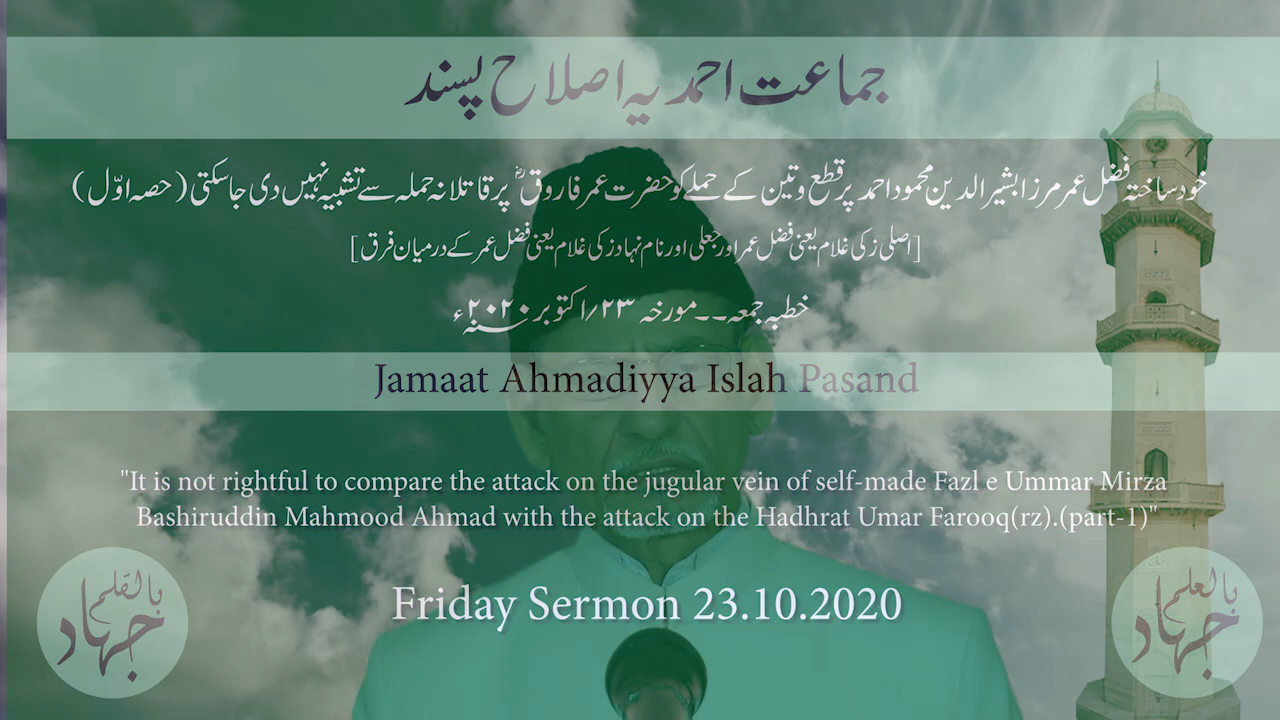 جماعت احمدیہ اصلاح پسند
خودساختہ فضل عمر مرزا بشیر الدین محمود احمد پر قطع وتین کے حملے کو حضرت عمر فاروقؓ پر قاتلانہ حملہ سے تشبیہ نہیں دی جاسکتی (حصہ اوّل)
[اصلی زکی غلام یعنی فضل عمر اور جعلی اور نام نہاد زکی غلام یعنی فضل عمر کے درمیان فرق]
خطبہ جمعہ۔۔مورخہ ۲۳/اکتوبر ۲۰۲۰؁ء
Jamaat Ahmadiyya Islah Pasand
"It is not rightful to compare the attack on the jugular vein of self-made Fazl e Ummar Mirza
Bashiruddin Mahmood Ahmad with the attack on the Hadhrat Umar Farooq(rz).(part-1)"
Friday Sermon 23.10.2020
جہاد بالقلم
جہاد بالعلم